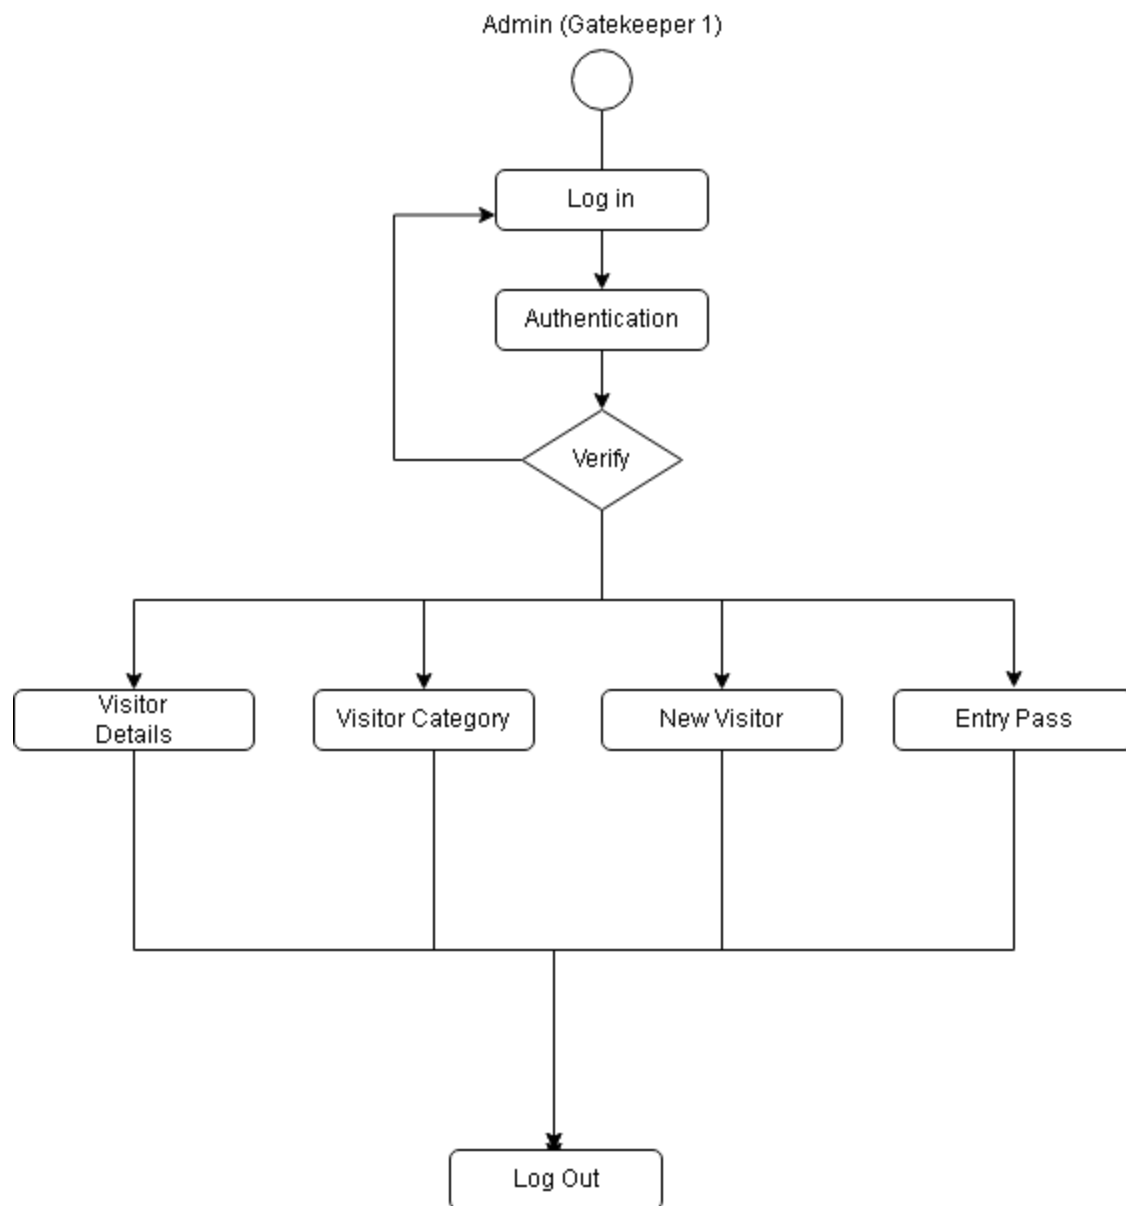 Admin (Gatekeeper 1)
Log in
Authentication
Verify
Visitor
Details
Visitor Category
New Visitor
Entry Pass
Log Out